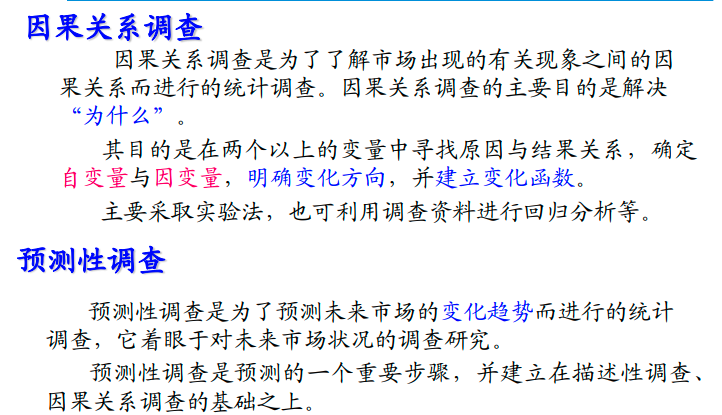 因果关系调查
因果关系调查是为了了解市场出现的有关现象之间的因
果关系而进行的统计调查。因果关系调查的主要目的是解决
“为什么”。
其目的是在两个以上的变量中寻找原因与结果关系，确定
自变量与因变量，明确变化方向，并建立变化函数。
主要采取实验法，也可利用调查资料进行回归分析等。
预测性调查
预测性调查是为了预测未来市场的变化趋势而进行的统计
调查，它着眼于对未来市场状况的调查研究。
预测性调查是预测的一个重要步骤，并建立在描述性调查、
因果关系调查的基础之上。